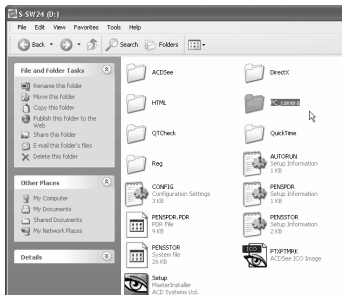 S-SW24 (D:)
File Edit View Favorites Tools Help
Back Search Folders
File and Folder Tasks
Rename this folder
Move this folder
Copy this folder
Publish this folder to the
Web
Share this folder
E-mail this folder's files
Delete this folder
Other Places
My Computer
My Documents
Shared Documents
My Network Places
Details
ACDSee
DirectX
HTML
PC_camera
QTCheck
QuickTime
Reg
AUTORUN
Setup Information
1 KB
CONFIG
Configuration Settings
3 KB
PENSPDR
Setup Information
1 KB
PENSPDR.PDR
PDR File
9 KB
PENSSTOR
Setup Information
2 KB
PENSSTOR
System file
26 KB
ICO
PTXPTMRK
ACDSee ICO Image
Setup
MasterInstaller
ACD Systems Ltd.